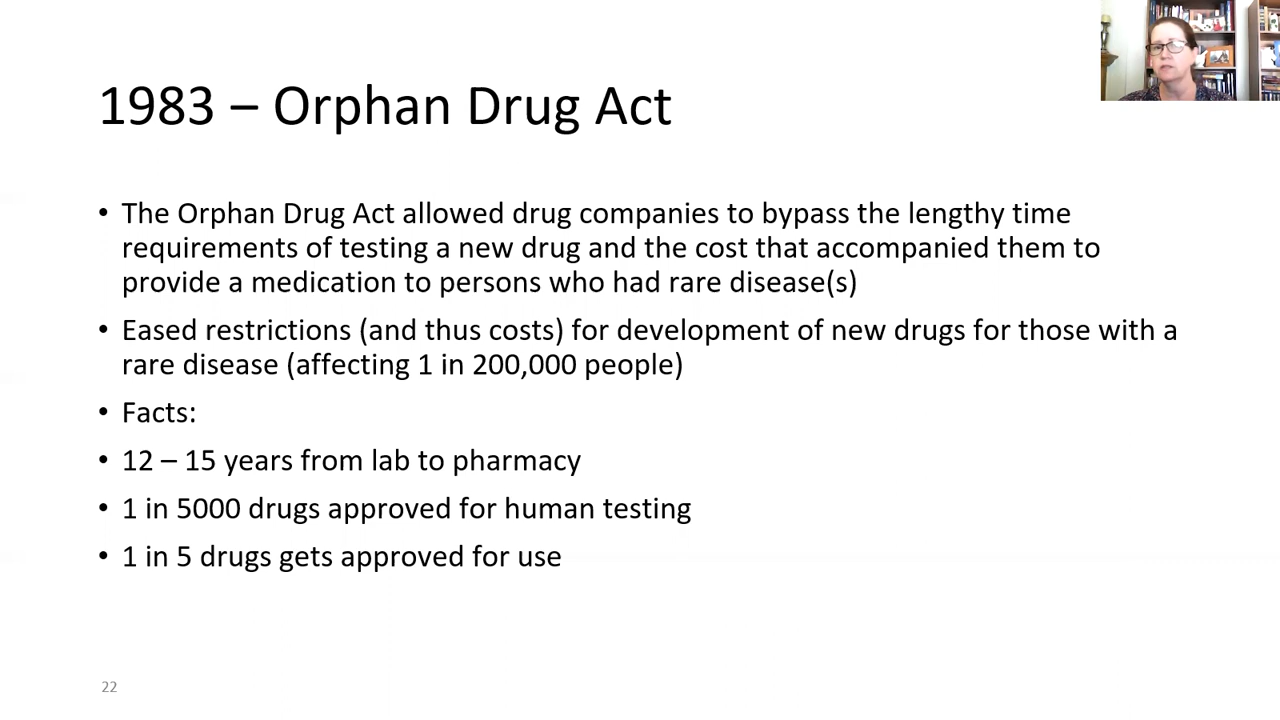 1983 – Orphan Drug Act
• The Orphan Drug Act allowed drug companies to bypass the lengthy time
requirements of testing a new drug and the cost that accompanied them to
provide a medication to persons who had rare disease(s)
• Eased restrictions (and thus costs) for development of new drugs for those with a
rare disease (affecting 1 in 200,000 people)
• Facts:
• 12 – 15 years from lab to pharmacy
• 1 in 5000 drugs approved for human testing
• 1 in 5 drugs gets approved for use
22